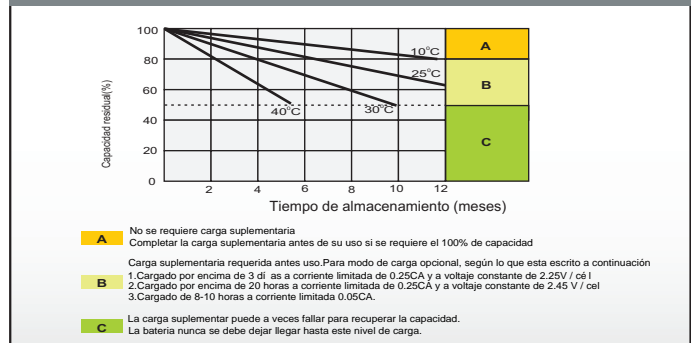 Capacidad residual(%)
100
80
60
40
20
0
10°C
25°C
30°C
40°C
A
B
C
2 4 6 8 10 12
Tiempo de almacenamiento (meses)
A
No se requiere carga suplementaria
Completar la carga suplementaria antes de su uso si se requiere el 100% de capacidad
B
Carga suplementaria requerida antes uso.Para modo de carga opcional, según lo que esta escrito a continuación
1.Cargado por encima de 3 dí as a corriente limitada de 0.25CA y a voltaje constante de 2.25V / cé l
2.Cargado por encima de 20 horas a corriente limitada de 0.25CA y a voltaje constante de 2.45 V / cel
3.Cargado de 8-10 horas a corriente limitada 0.05CA.
C
La carga suplementar puede a veces fallar para recuperar la capacidad.
La bateria nunca se debe dejar llegar hasta este nivel de carga.